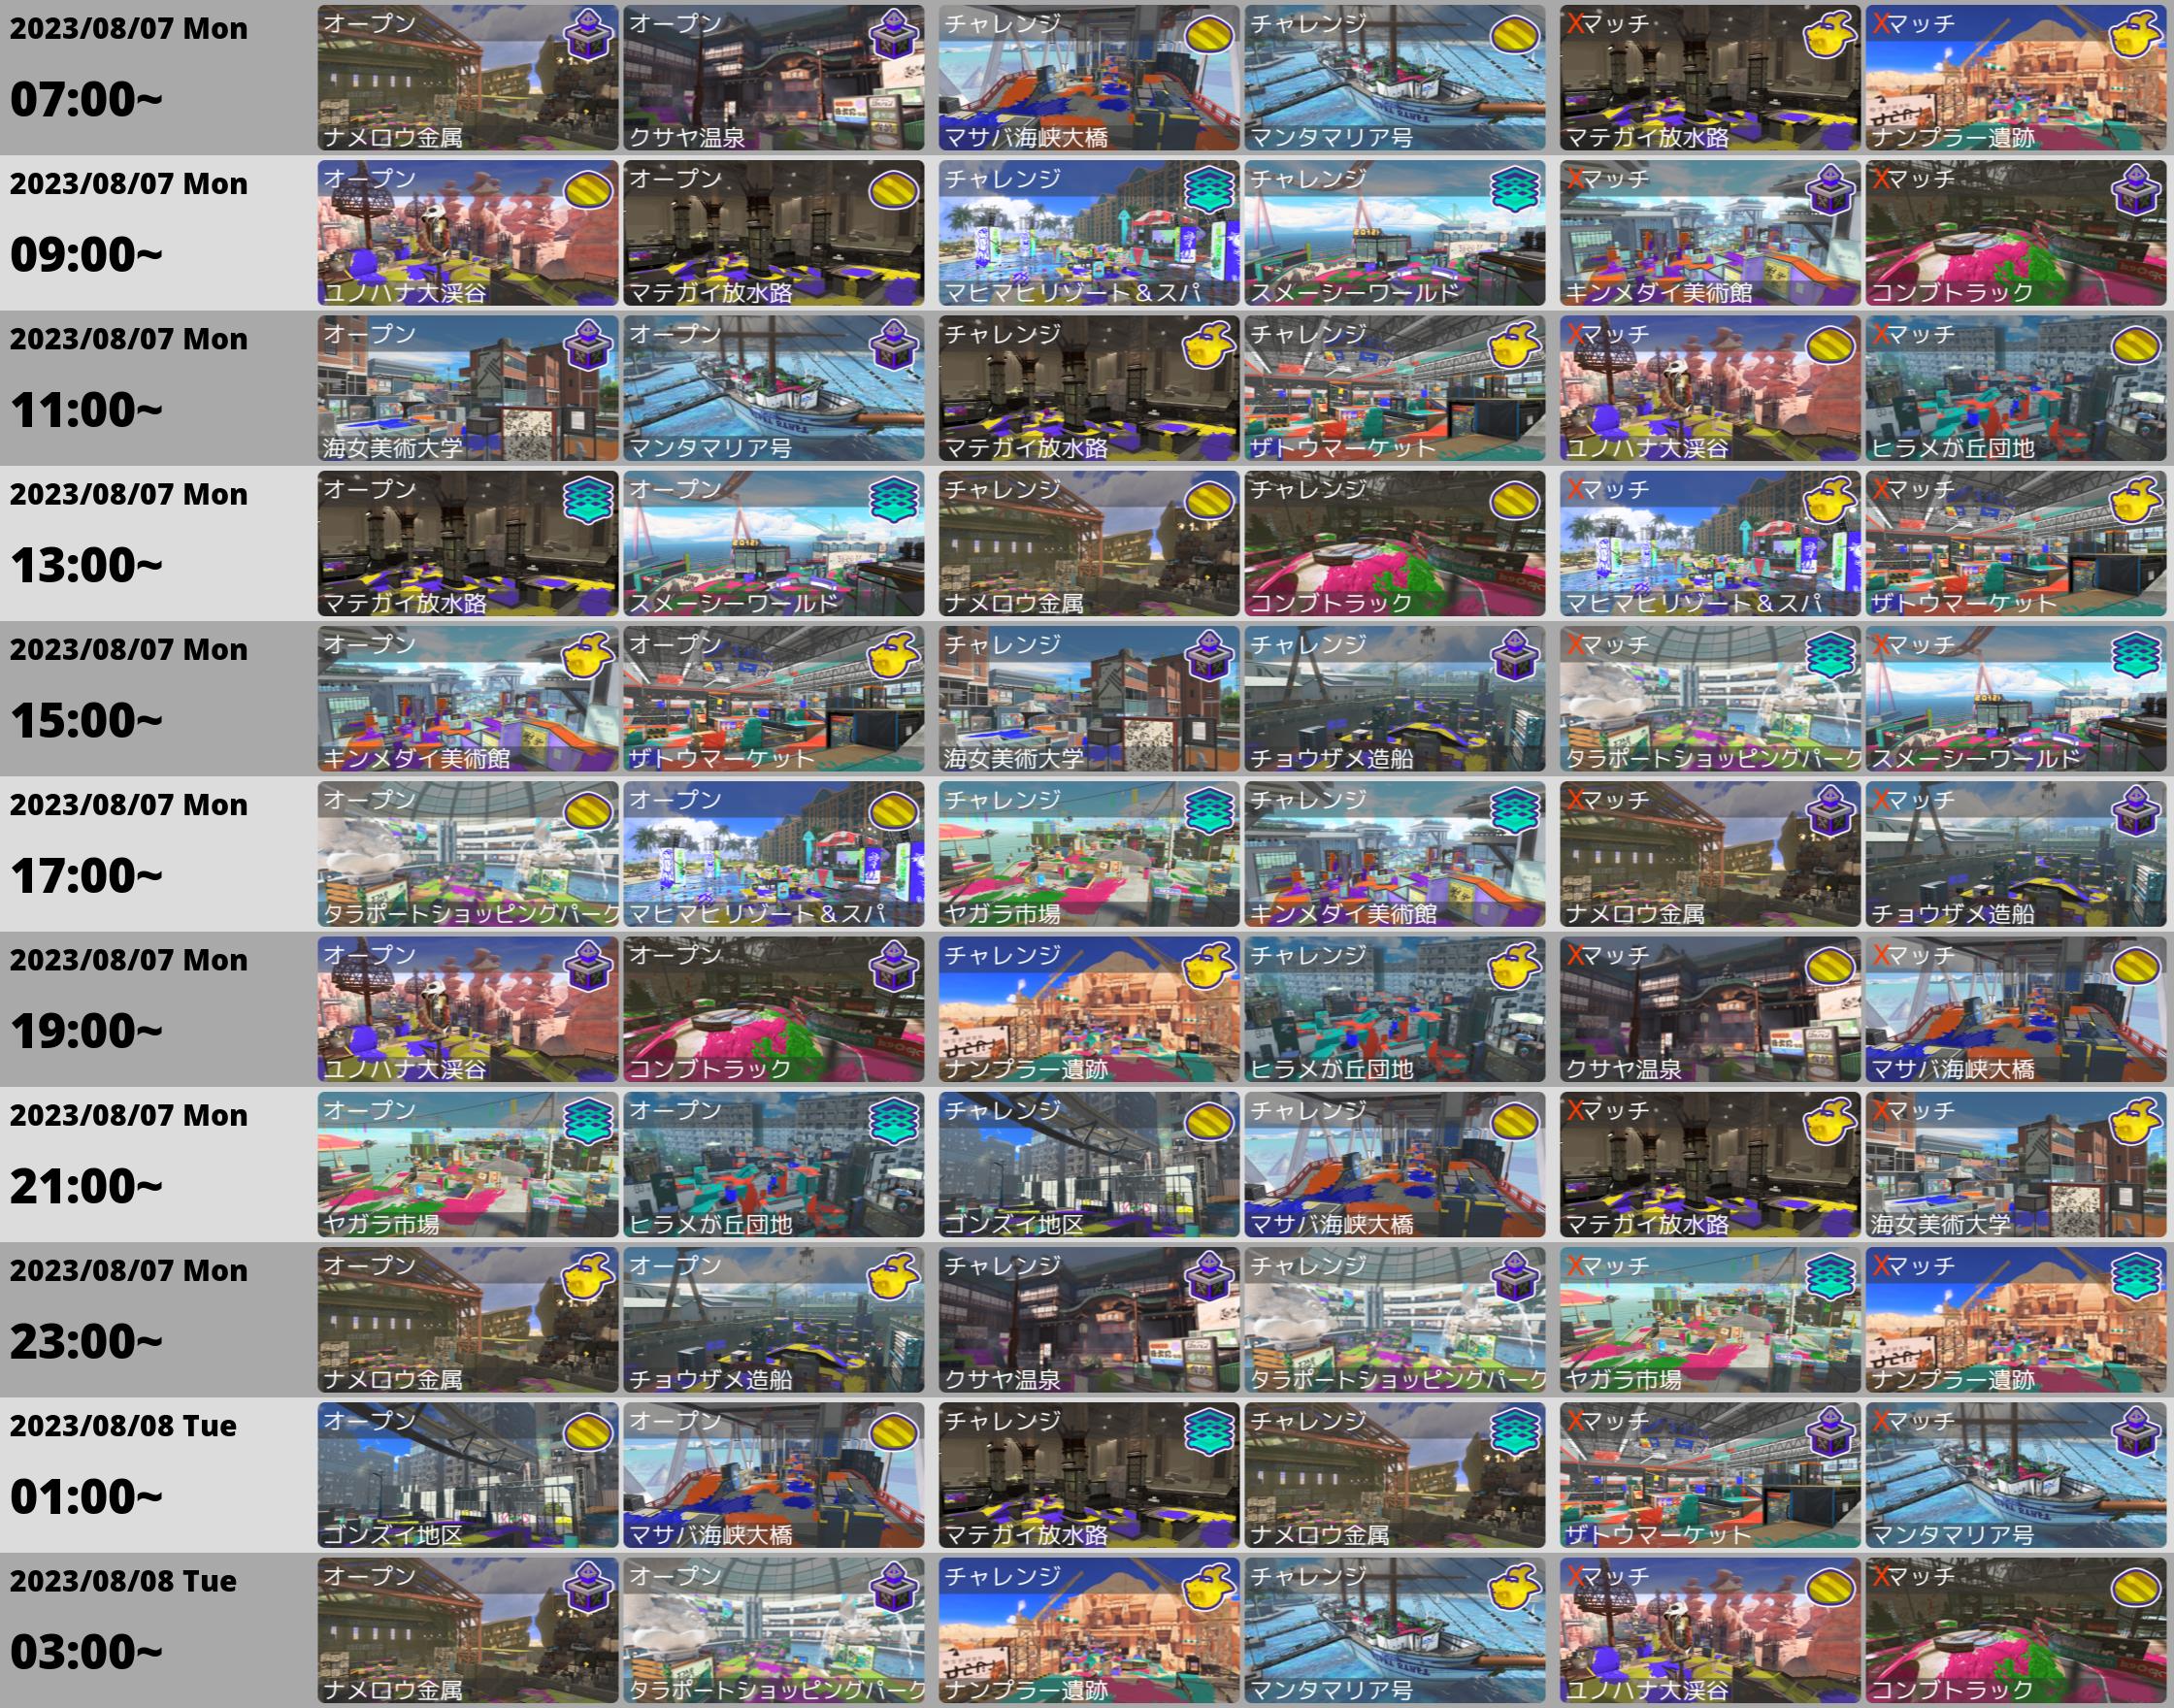 2023/08/07 Mon
07:00~
オープン
ナメロウ金属
オープン
クサヤ温泉
チャレンジ
マサバ海峡大橋
チャレンジ
マンタマリア号
Xマッチ
マテガイ放水路
Xマッチ
ナンプラー遺跡
2023/08/07 Mon
09:00~
オープン
ユノハナ大渓谷
オープン
マテガイ放水路
チャレンジ
マヒマヒリゾート&スパ
チャレンジ
スメーシーワールド
Xマッチ
キンメダイ美術館
Xマッチ
コンブトラック
2023/08/07 Mon
11:00~
オープン
海女美術大学
オープン
マンタマリア号
チャレンジ
マテガイ放水路
チャレンジ
ザトウマーケット
Xマッチ
ユノハナ大渓谷
Xマッチ
ヒラメが丘団地
2023/08/07 Mon
13:00~
オープン
マテガイ放水路
オープン
スメーシーワールド
チャレンジ
ナメロウ金属
チャレンジ
コンブトラック
Xマッチ
マヒマヒリゾート&スパ
Xマッチ
ザトウマーケット
2023/08/07 Mon
15:00~
オープン
キンメダイ美術館
オープン
ザトウマーケット
チャレンジ
海女美術大学
チャレンジ
チョウザメ造船
Xマッチ
タラポートショッピングパーク
Xマッチ
スメーシーワールド
2023/08/07 Mon
17:00~
オープン
タラポートショッピングパーク
オープン
マヒマヒリゾート&スパ
チャレンジ
ヤガラ市場
チャレンジ
キンメダイ美術館
Xマッチ
ナメロウ金属
Xマッチ
チョウザメ造船
2023/08/07 Mon
19:00~
オープン
ユノハナ大渓谷
オープン
コンブトラック
チャレンジ
ナンプラー遺跡
チャレンジ
ヒラメが丘団地
Xマッチ
クサヤ温泉
Xマッチ
マサバ海峡大橋
2023/08/07 Mon
21:00~
オープン
ヤガラ市場
オープン
ヒラメが丘団地
チャレンジ
ゴンズイ地区
チャレンジ
マサバ海峡大橋
Xマッチ
マテガイ放水路
Xマッチ
海女美術大学
2023/08/07 Mon
23:00~
オープン
ナメロウ金属
オープン
チョウザメ造船
チャレンジ
クサヤ温泉
チャレンジ
タラポートショッピングパーク
Xマッチ
ヤガラ市場
Xマッチ
ナンプラー遺跡
2023/08/08 Tue
01:00~
オープン
ゴンズイ地区
オープン
マサバ海峡大橋
チャレンジ
マテガイ放水路
チャレンジ
ナメロウ金属
Xマッチ
ザトウマーケット
Xマッチ
マンタマリア号
2023/08/08 Tue
03:00~
オープン
ナメロウ金属
オープン
タラポートショッピングパーク
チャレンジ
ナンプラー遺跡
チャレンジ
マンタマリア号
Xマッチ
ユノハナ大渓谷
Xマッチ
コンブトラック